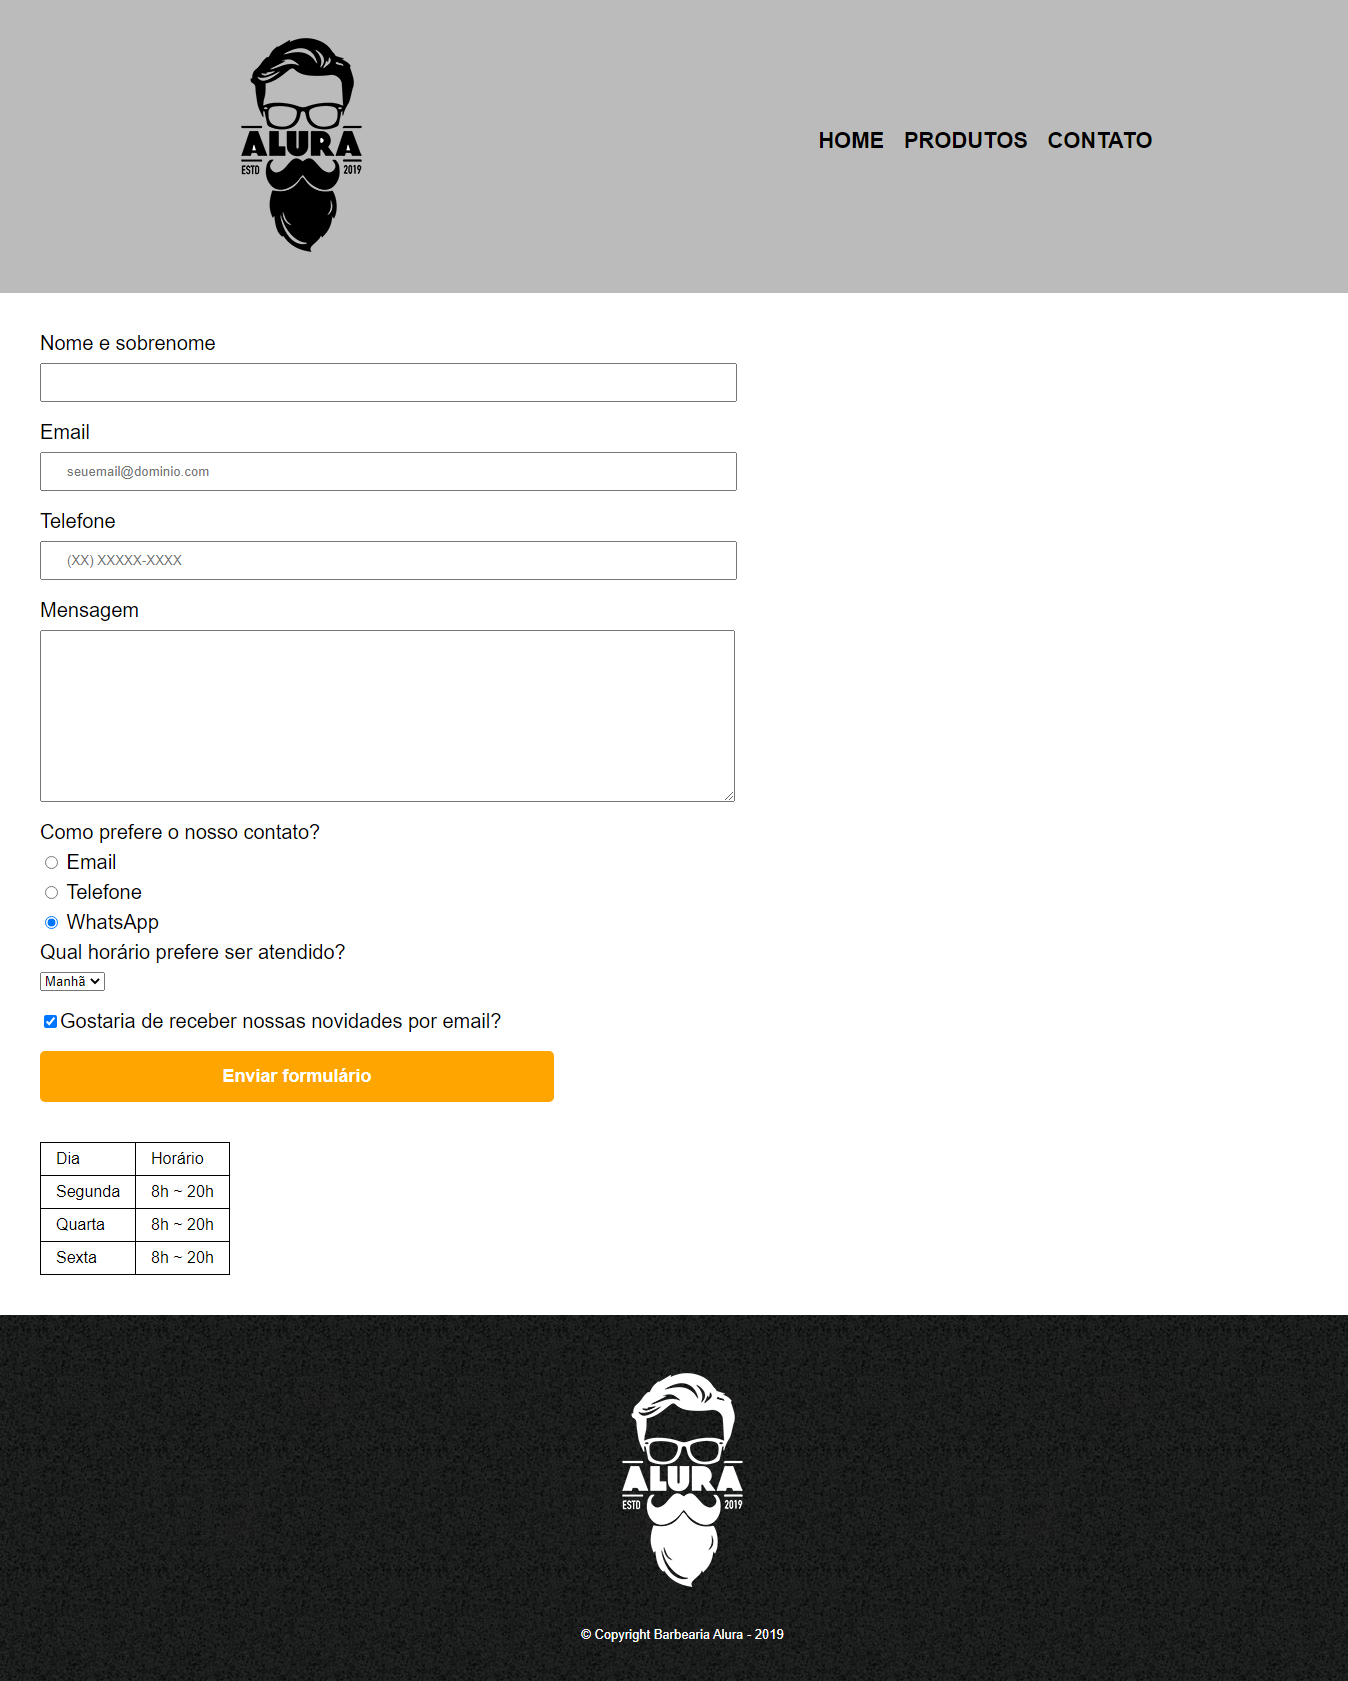 ALURA
ESTD 2019
HOME PRODUTOS CONTATO
Nome e sobrenome
Email
seuemail@dominio.com
Telefone
(XX) XXXXX-XXXX
Mensagem
Como prefere o nosso contato?
Email
Telefone
WhatsApp
Qual horário prefere ser atendido?
Manhã
Gostaria de receber nossas novidades por email?
Enviar formulário
Dia Horário
Segunda 8h ~ 20h
Quarta 8h ~ 20h
Sexta 8h ~ 20h
ALURA
ESTD 2019
© Copyright Barbearia Alura - 2019